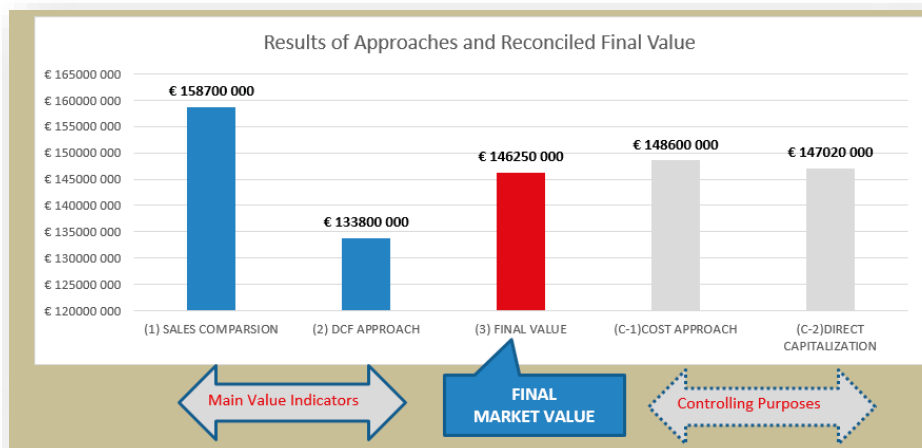 Results of Approaches and Reconciled Final Value
€ 165000 000
€ 160000 000
€ 155000 000
€ 150000 000
€ 145000 000
€ 140000 000
€ 135000 000
€ 130000 000
€ 125000 000
€ 120000 000
€ 158700 000
€ 133800 000
€ 146250 000
€ 148600 000
€ 147020 000
(1) SALES COMPARSION
(2) DCF APPROACH
(3) FINAL VALUE
(C-1)COST APPROACH
(C-2)DIRECT
CAPITALIZATION
Main Value Indicators
FINAL
MARKET VALUE
Controlling Purposes